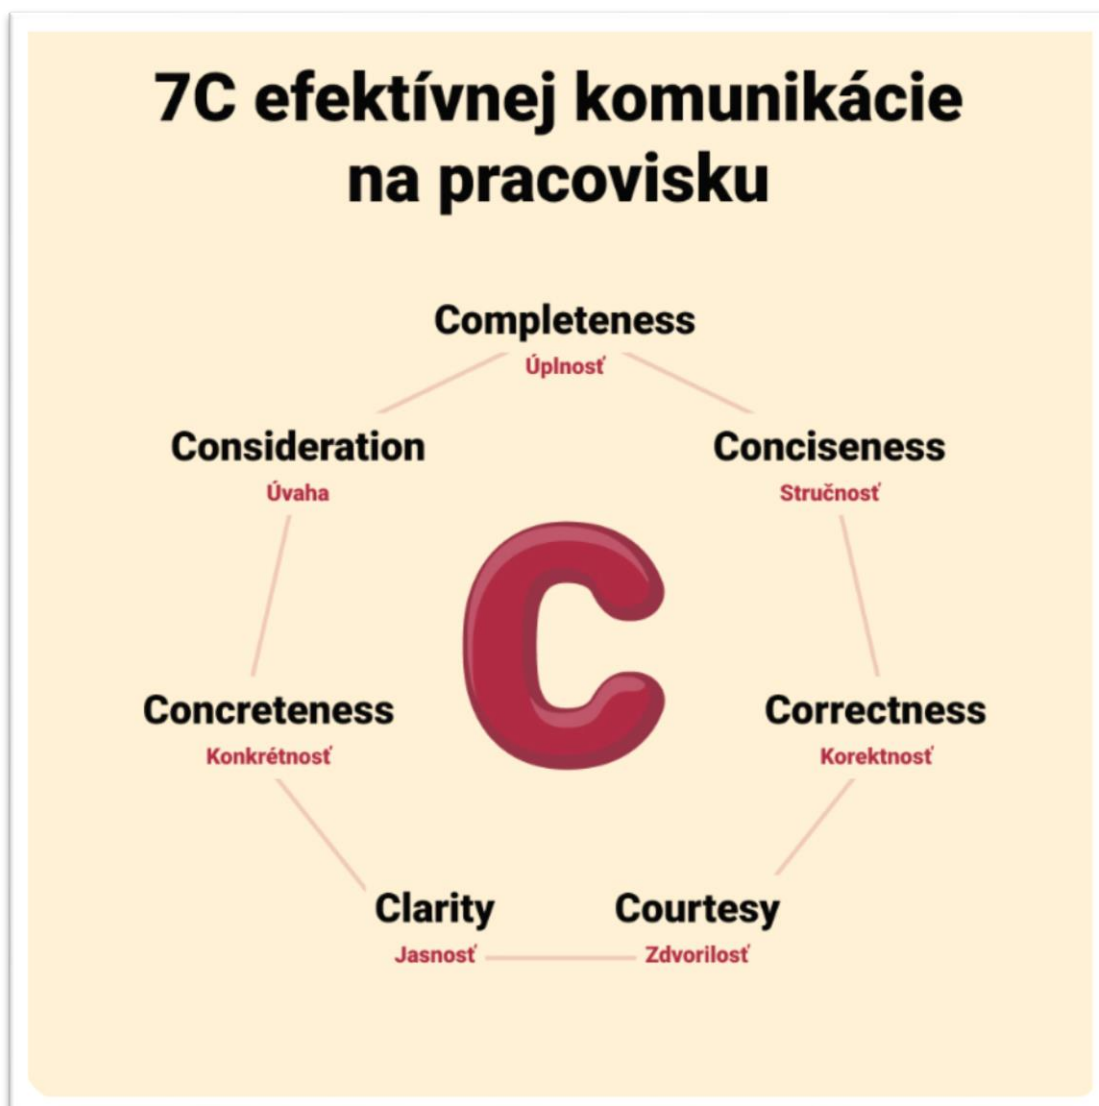 7C efektívnej komunikácie
na pracovisku
Completeness
Úplnosť
Consideration
Úvaha
Conciseness
Stručnosť
C
Concreteness
Konkrétnosť
Correctness
Korektnosť
Clarity
Jasnosť
Courtesy
Zdvorilosť